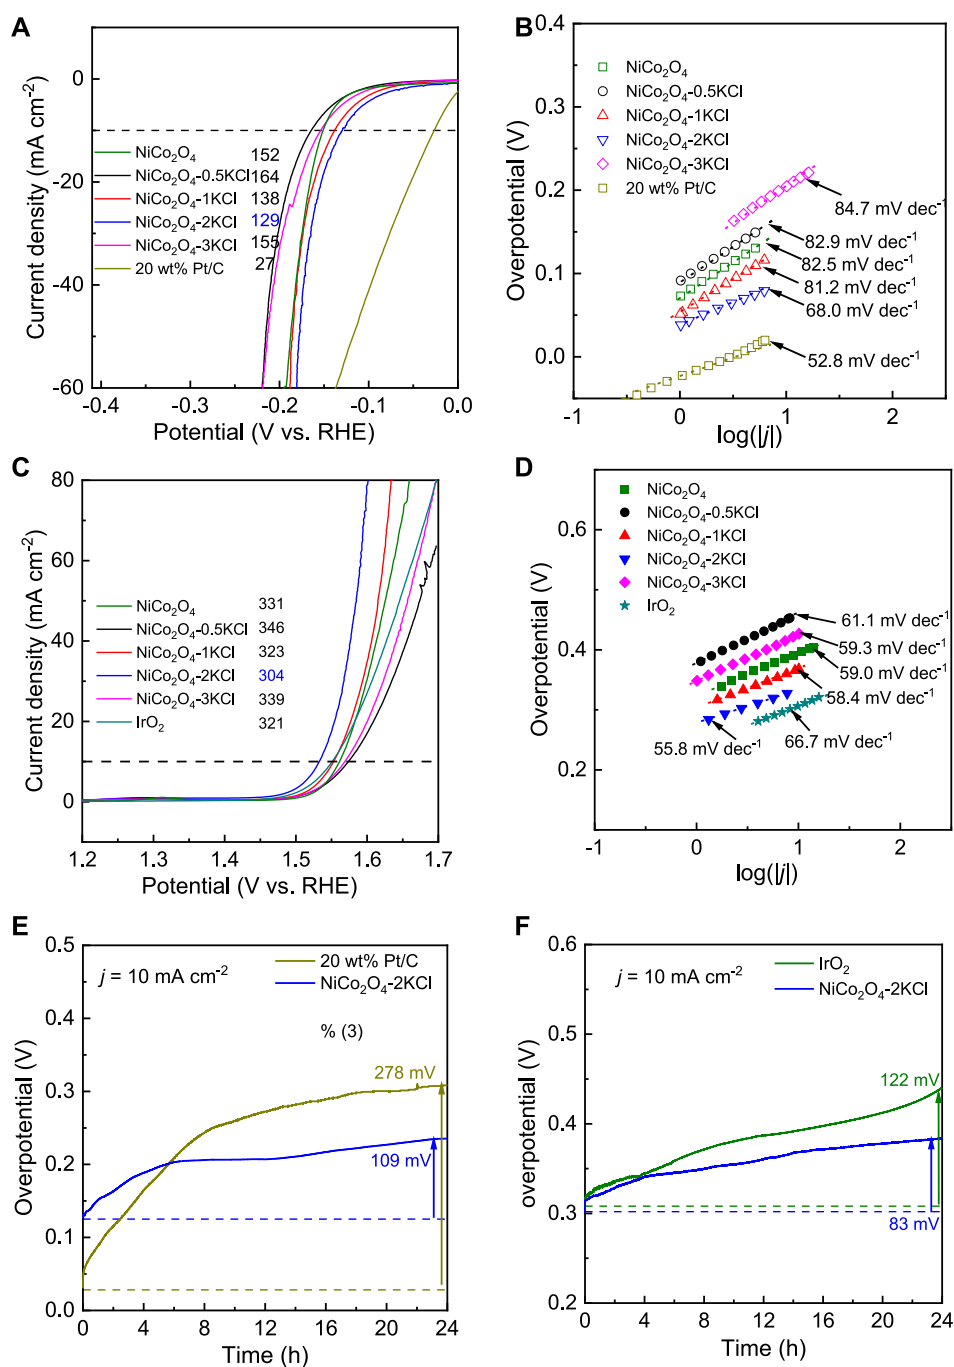 A
Current density (mA cm⁻²)
0
-10
-20
-30
-40
-50
-60
NiCo₂O₄ 152
NiCo₂O₄-0.5KCl 164
NiCo₂O₄-1KCl 138
NiCo₂O₄-2KCl 129
NiCo₂O₄-3KCl 155
20 wt% Pt/C 27
-0.4 -0.3 -0.2 -0.1 0.0
Potential (V vs. RHE)
B
Overpotential (V)
0.4
0.3
0.2
0.1
0.0
NiCo₂O₄
NiCo₂O₄-0.5KCl
NiCo₂O₄-1KCl
NiCo₂O₄-2KCl
NiCo₂O₄-3KCl
20 wt% Pt/C
84.7 mV dec⁻¹
82.9 mV dec⁻¹
82.5 mV dec⁻¹
81.2 mV dec⁻¹
68.0 mV dec⁻¹
52.8 mV dec⁻¹
-1 0 1 2
log(|j|)
C
Current density (mA cm⁻²)
80
60
40
20
0
NiCo₂O₄ 331
NiCo₂O₄-0.5KCl 346
NiCo₂O₄-1KCl 323
NiCo₂O₄-2KCl 304
NiCo₂O₄-3KCl 339
IrO₂ 321
1.2 1.3 1.4 1.5 1.6 1.7
Potential (V vs. RHE)
D
Overpotential (V)
0.6
0.4
0.2
NiCo₂O₄
NiCo₂O₄-0.5KCl
NiCo₂O₄-1KCl
NiCo₂O₄-2KCl
NiCo₂O₄-3KCl
IrO₂
61.1 mV dec⁻¹
59.3 mV dec⁻¹
59.0 mV dec⁻¹
58.4 mV dec⁻¹
55.8 mV dec⁻¹
66.7 mV dec⁻¹
-1 0 1 2
log(|j|)
E
Overpotential (V)
0.5
0.4
0.3
0.2
0.1
0.0
j = 10 mA cm⁻²
20 wt% Pt/C
NiCo₂O₄-2KCl
% (3)
278 mV
109 mV
0 4 8 12 16 20 24
Time (h)
F
overpotential (V)
0.6
0.5
0.4
0.3
0.2
j = 10 mA cm⁻²
IrO₂
NiCo₂O₄-2KCl
122 mV
83 mV
0 4 8 12 16 20 24
Time (h)